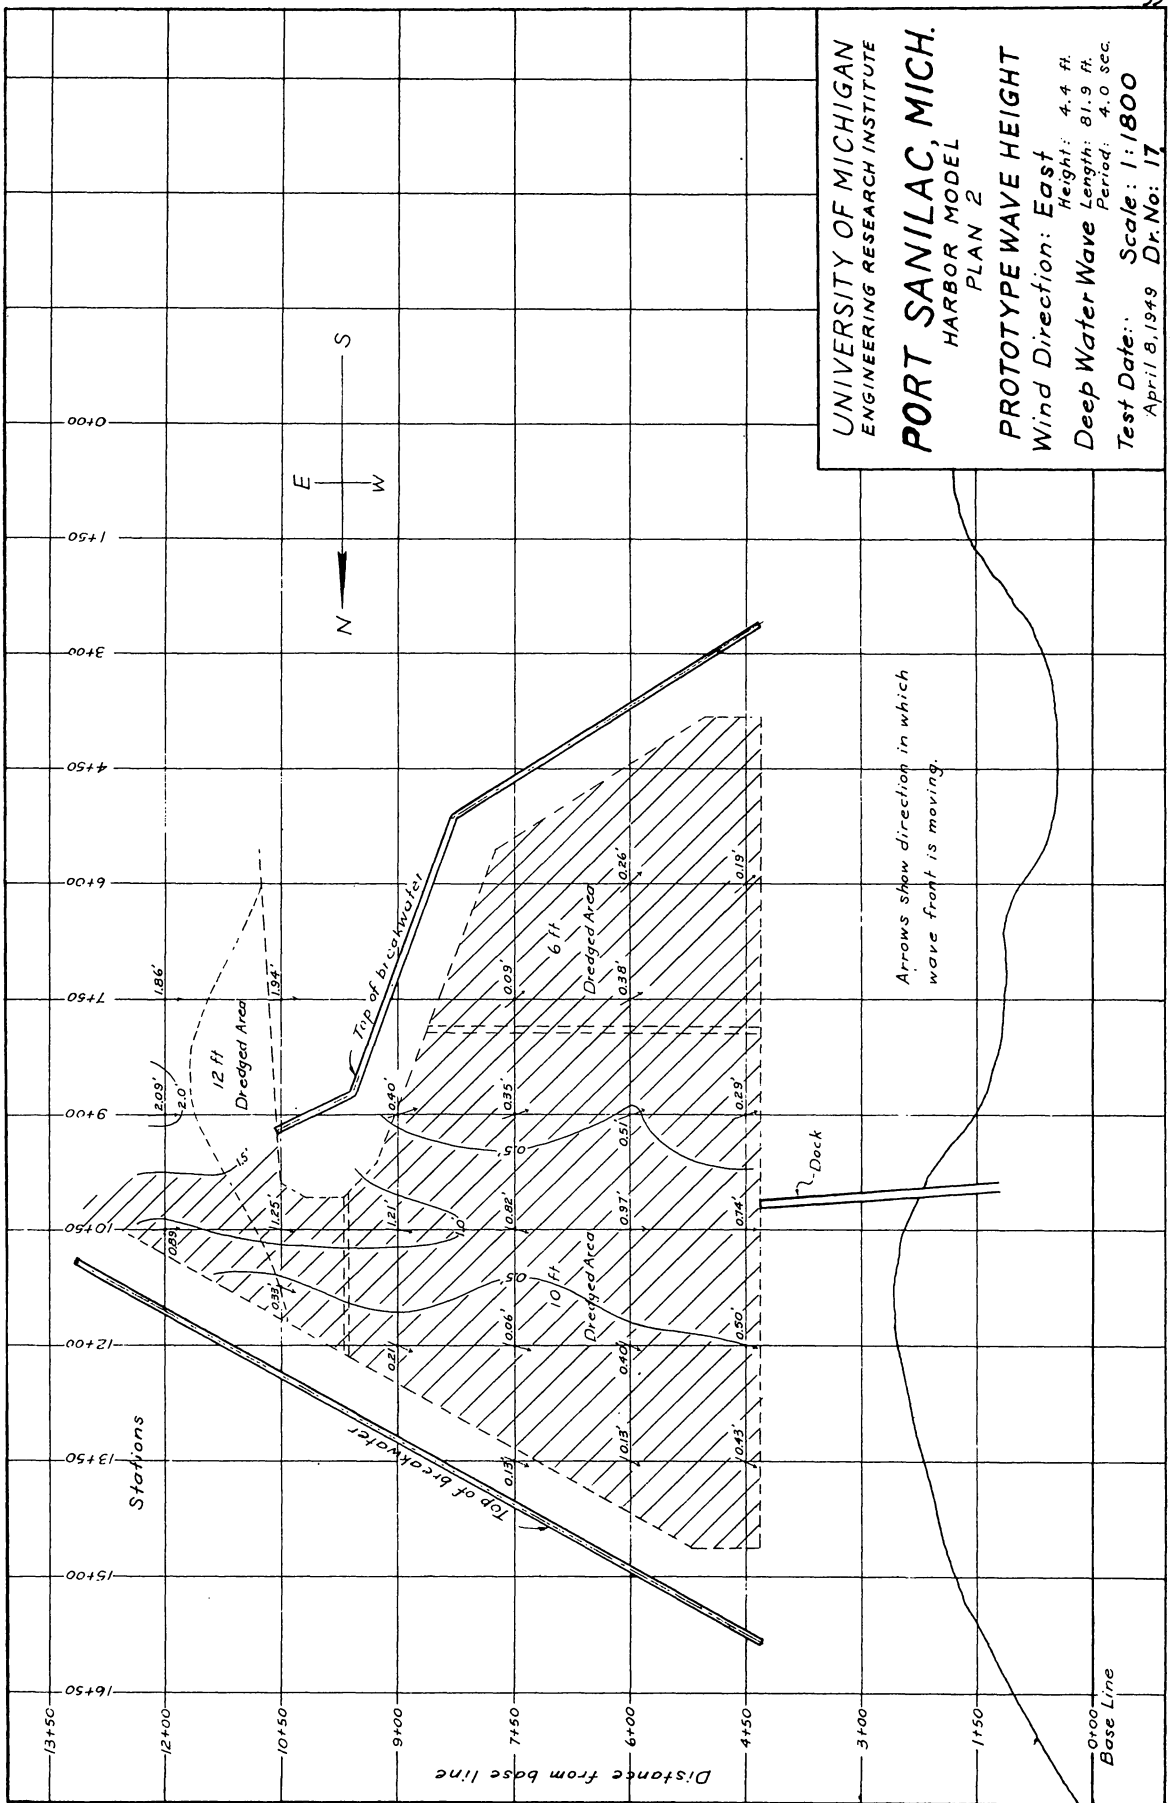 UNIVERSITY OF MICHIGAN
ENGINEERING RESEARCH INSTITUTE
PORT SANILAC, MICH.
HARBOR MODEL
PLAN 2
PROTOTYPE WAVE HEIGHT
Wind Direction: East
Height: 4.4 ft.
Deep Water Wave Length: 81.9 ft.
Period: 4.0 sec.
Test Date: Scale: 1:1800
April 8, 1949 Dr. No: 17
Stations
16+50
15+00
13+50
12+00
10+50
9+00
7+50
6+00
4+50
3+00
1+50
0+00
Distance from base line
13+50
12+00
10+50
9+00
7+50
6+00
4+50
3+00
1+50
0+00
Base Line
N
S
E
W
Top of breakwater
Top of breakwater
12 ft
Dredged Area
10 ft
Dredged Area
6 ft
Dredged Area
Dock
Arrows show direction in which
wave front is moving.
0.89'
2.09'
2.0'
1.86'
1.5'
0.33'
1.25'
1.94'
0.21'
1.21'
0.40'
0.13'
0.06'
0.82'
0.35'
0.09'
0.5'
0.5'
0.13'
0.40'
0.97'
0.51'
0.38'
0.26'
0.43'
0.50'
0.74'
0.29'
0.19'